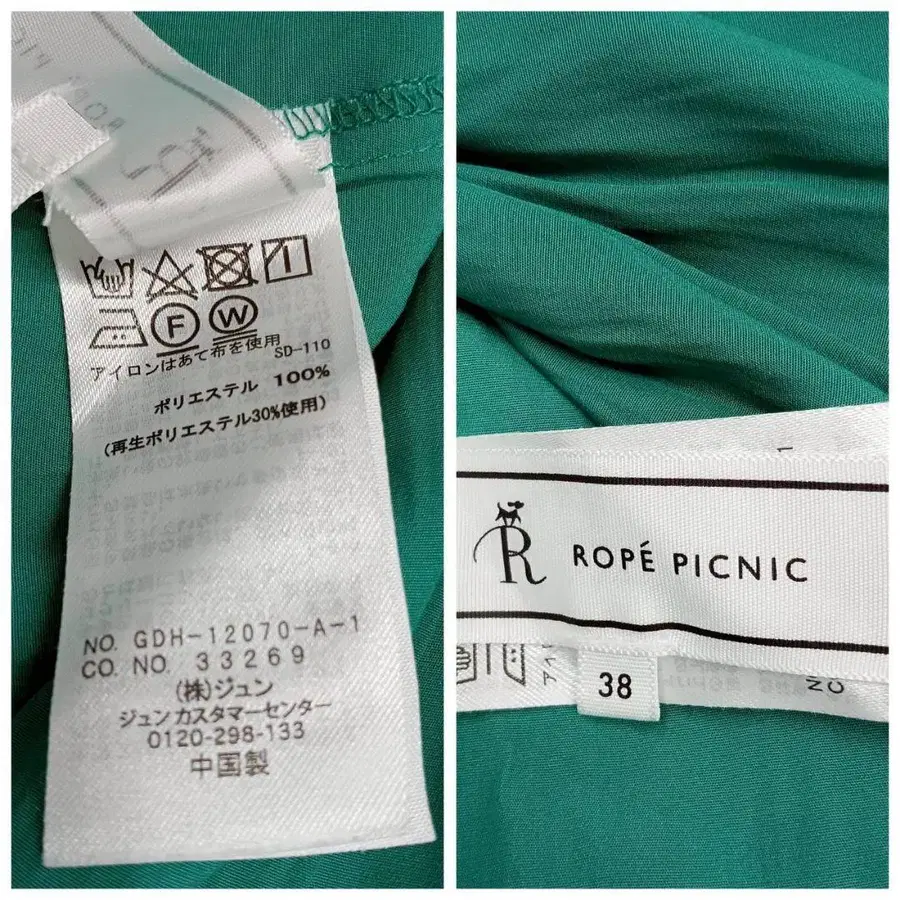 F W
アイロンはあて布を使用 SD-110
ポリエステル 100%
(再生ポリエステル30%使用)
NO. GDH-12070-A-1
CO. NO. 33269
(株)ジュン
ジュン カスタマーセンター
0120-298-133
中国製
R ROPÉ PICNIC
38